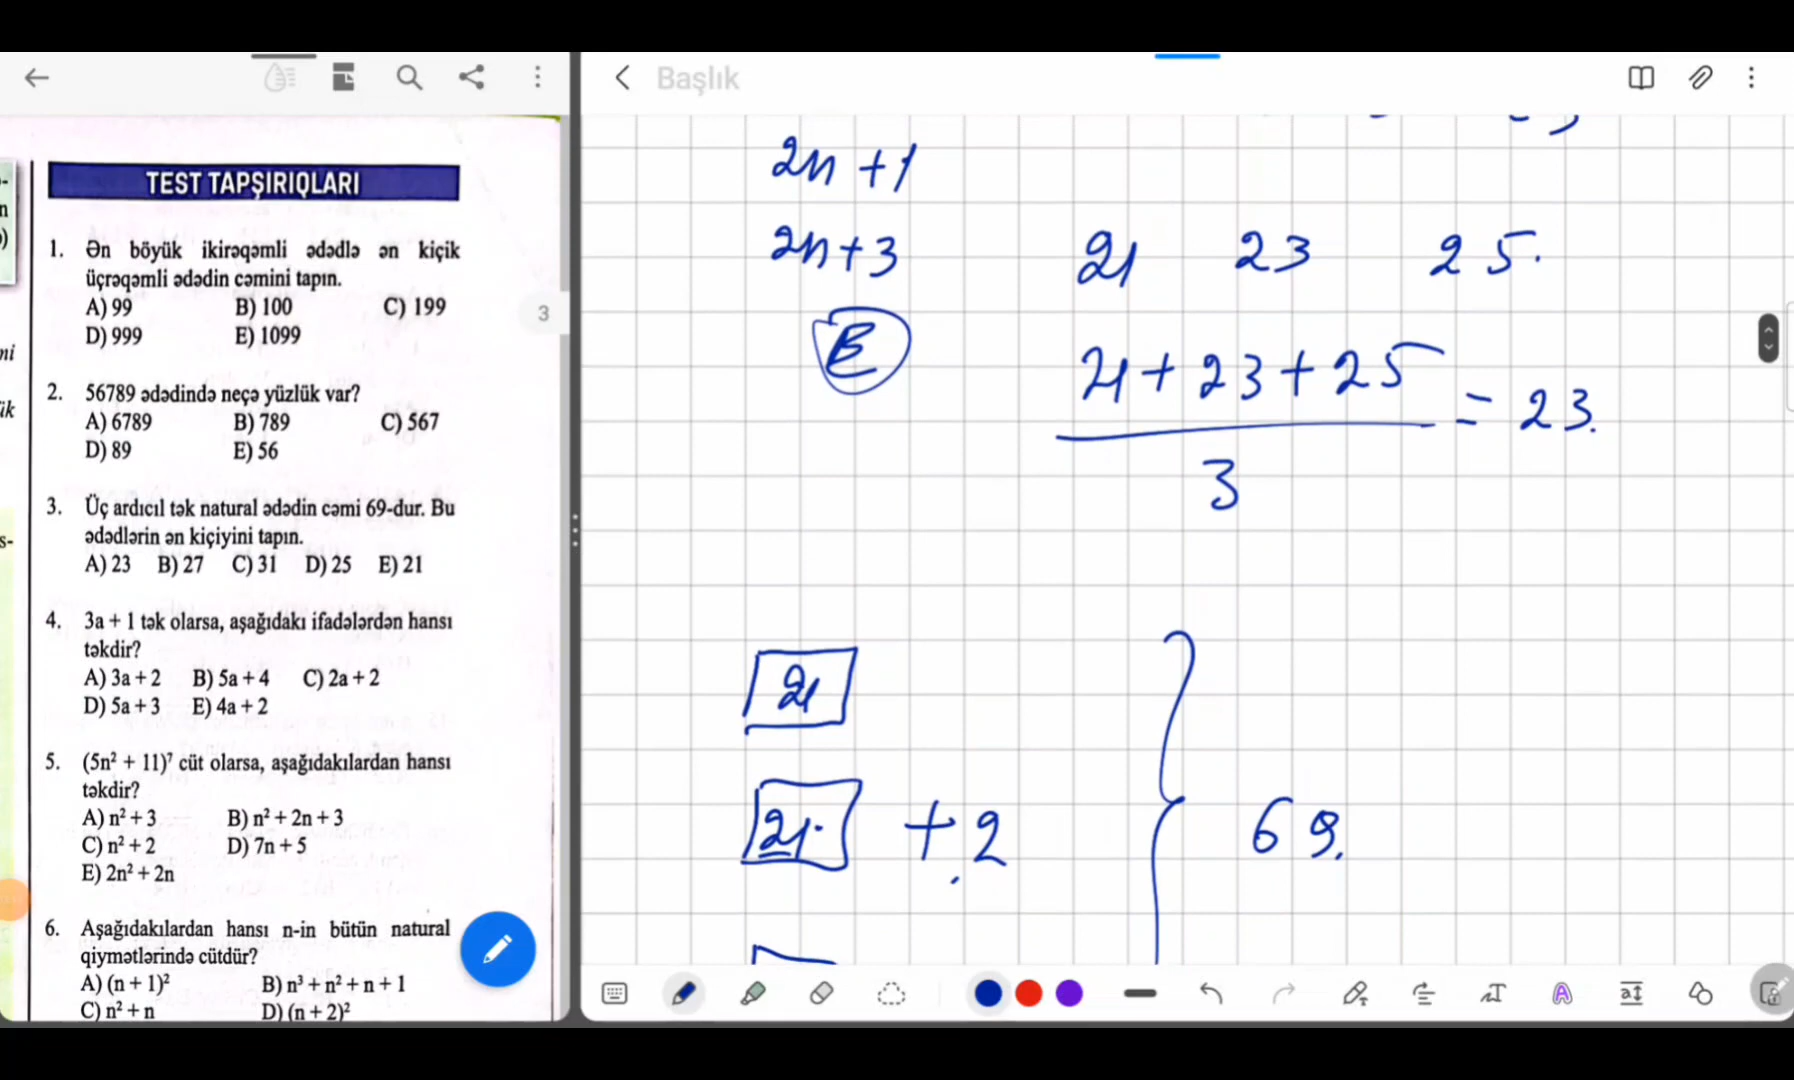 Başlık
TEST TAPŞIRIQLARI
1. Ən böyük ikirəqəmli ədədlə ən kiçik
üçrəqəmli ədədin cəmini tapın.
A) 99 B) 100 C) 199
D) 999 E) 1099
2. 56789 ədədində neçə yüzlük var?
A) 6789 B) 789 C) 567
D) 89 E) 56
3. Üç ardıcıl tək natural ədədin cəmi 69-dur. Bu
ədədlərin ən kiçiyini tapın.
A) 23 B) 27 C) 31 D) 25 E) 21
4. 3a + 1 tək olarsa, aşağıdakı ifadələrdən hansı
təkdir?
A) 3a + 2 B) 5a + 4 C) 2a + 2
D) 5a + 3 E) 4a + 2
5. (5n² + 11)⁷ cüt olarsa, aşağıdakılardan hansı
təkdir?
A) n² + 3 B) n² + 2n + 3
C) n² + 2 D) 7n + 5
E) 2n² + 2n
6. Aşağıdakılardan hansı n-in bütün natural
qiymətlərində cütdür?
A) (n + 1)² B) n³ + n² + n + 1
C) n² + n D) (n + 2)²
3
2n + 1
2n + 3
21 23 25.
E
21 + 23 + 25
= 23.
3
21
21 + 2
69.